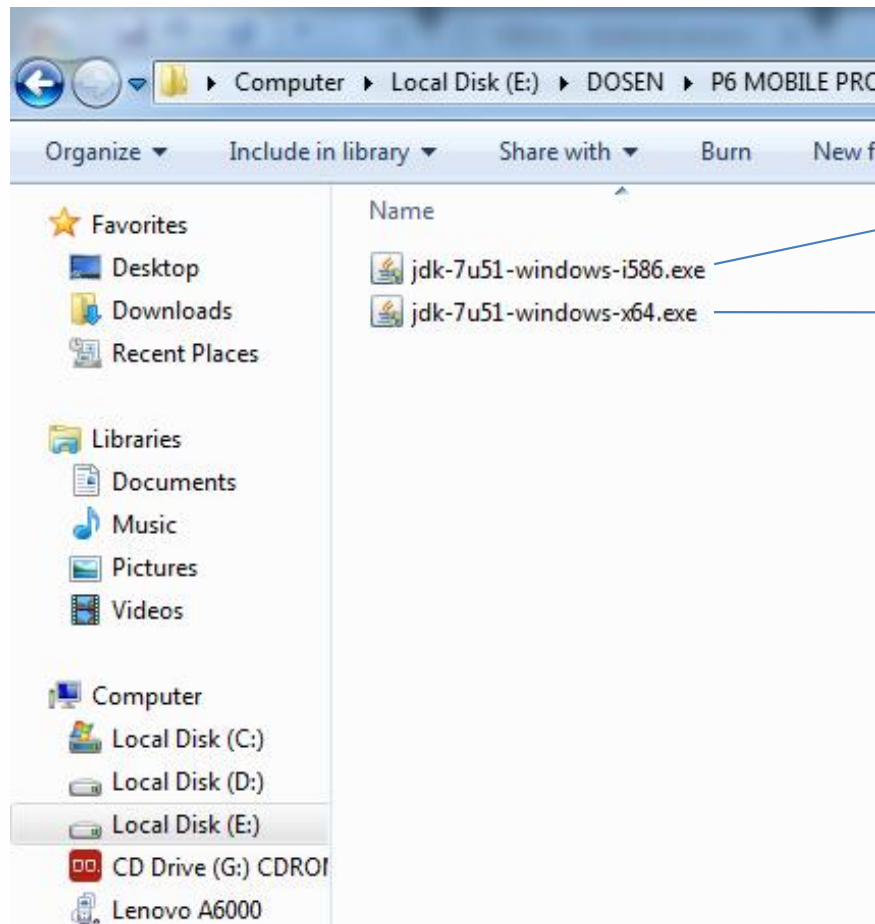 Computer Local Disk (E:) DOSEN P6 MOBILE PRO
Organize Include in library Share with Burn New f
Name
jdk-7u51-windows-i586.exe
jdk-7u51-windows-x64.exe
Favorites
Desktop
Downloads
Recent Places
Libraries
Documents
Music
Pictures
Videos
Computer
Local Disk (C:)
Local Disk (D:)
Local Disk (E:)
CD Drive (G:) CDRO
Lenovo A6000